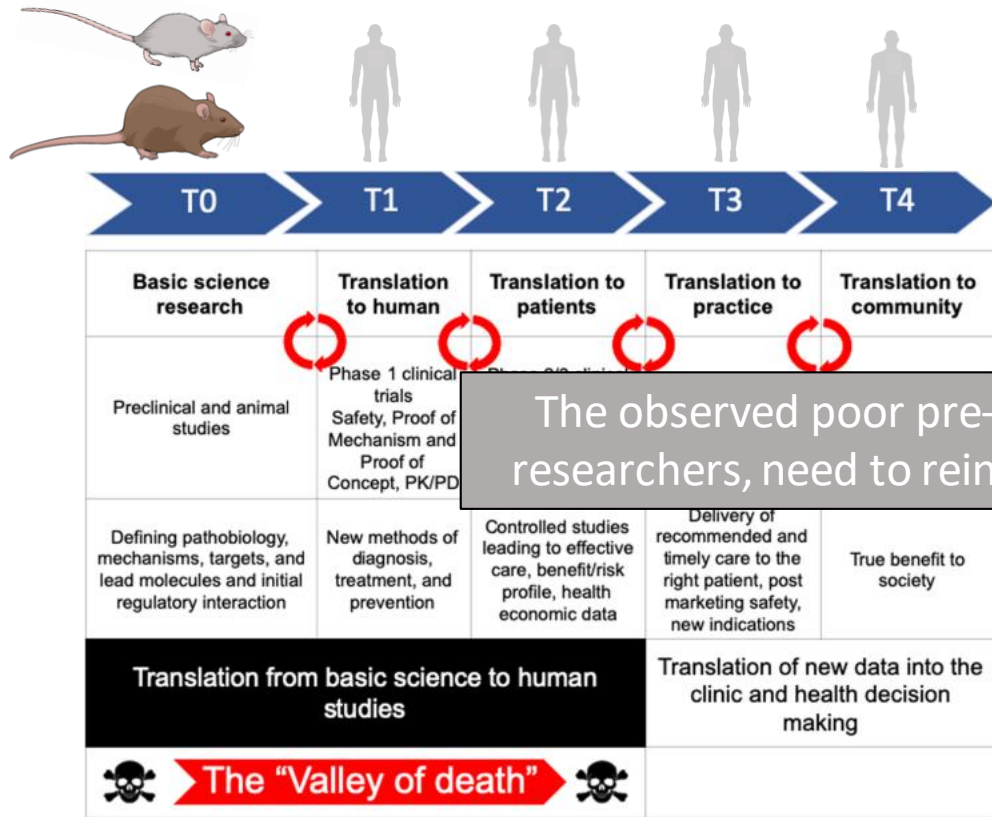 T0
T1
T2
T3
T4
Basic science
research
Translation
to human
Translation to
patients
Translation to
practice
Translation to
community
Preclinical and animal
studies
Phase 1 clinical
trials
Safety, Proof of
Mechanism and
Proof of
Concept, PK/PD
The observed poor pre-
researchers, need to rein
Defining pathobiology,
mechanisms, targets, and
lead molecules and initial
regulatory interaction
New methods of
diagnosis,
treatment, and
prevention
Controlled studies
leading to effective
care, benefit/risk
profile, health
economic data
Delivery of
recommended and
timely care to the
right patient, post
marketing safety,
new indications
True benefit to
society
Translation from basic science to human
studies
Translation of new data into the
clinic and health decision
making
The “Valley of death”